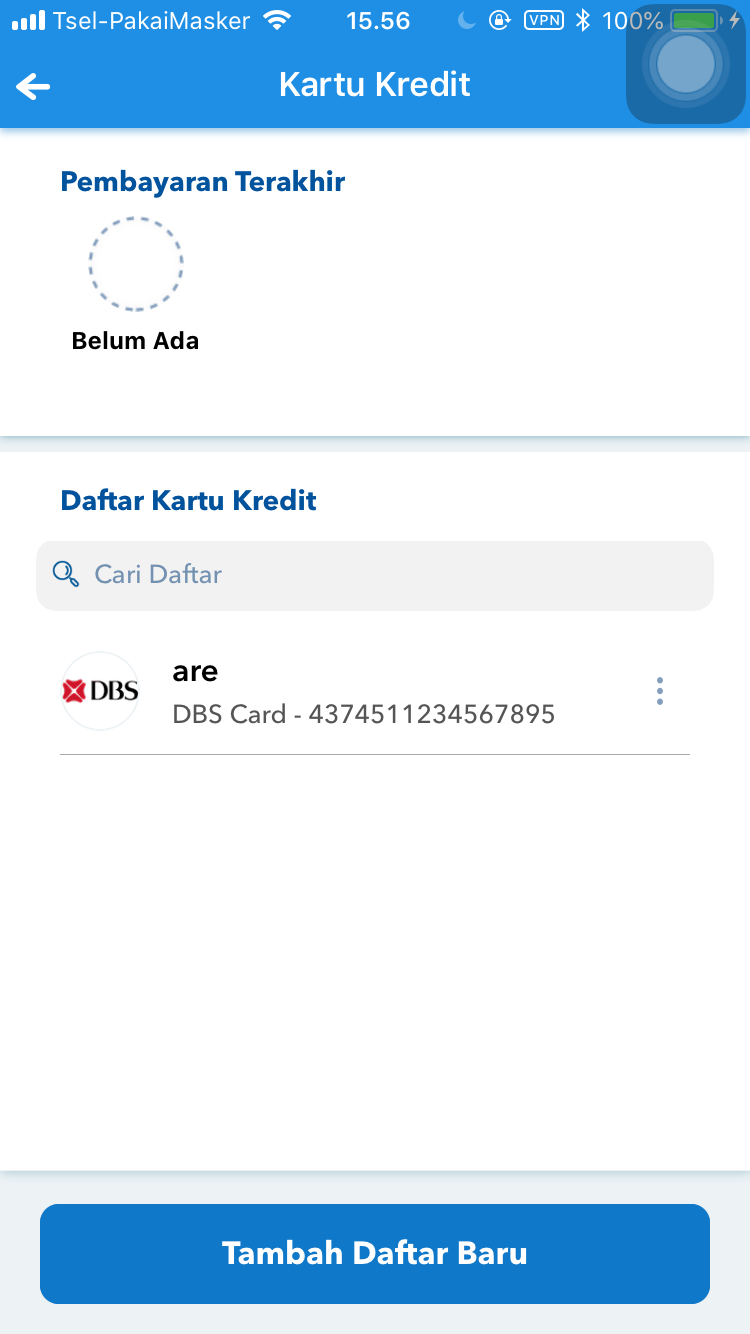 Tsel-PakaiMasker 15.56 VPN 100%
Kartu Kredit
Pembayaran Terakhir
Belum Ada
Daftar Kartu Kredit
Cari Daftar
are
DBS
DBS Card - 4374511234567895
Tambah Daftar Baru